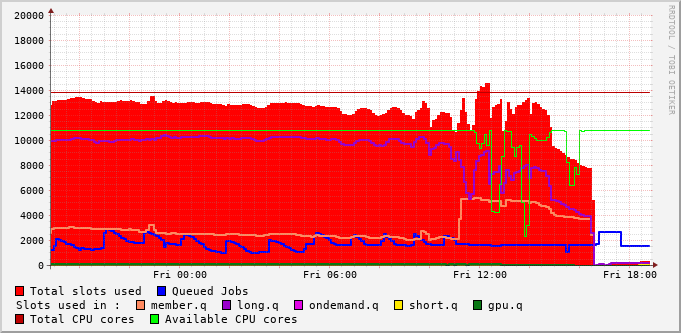 20000
18000
16000
14000
12000
10000
8000
6000
4000
2000
0
Fri 00:00 Fri 06:00 Fri 12:00 Fri 18:00
Total slots used Queued Jobs
Slots used in : member.q long.q ondemand.q short.q gpu.q
Total CPU cores Available CPU cores
RRDTOOL / TOBI OETIKER